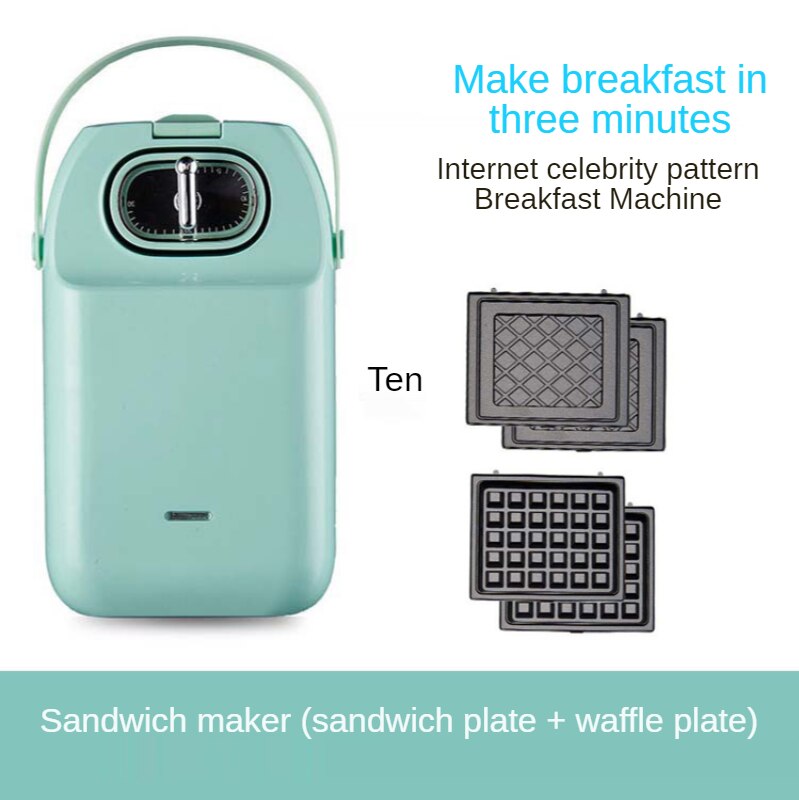 Make breakfast in
three minutes
Internet celebrity pattern
Breakfast Machine
Ten
Sandwich maker (sandwich plate + waffle plate)